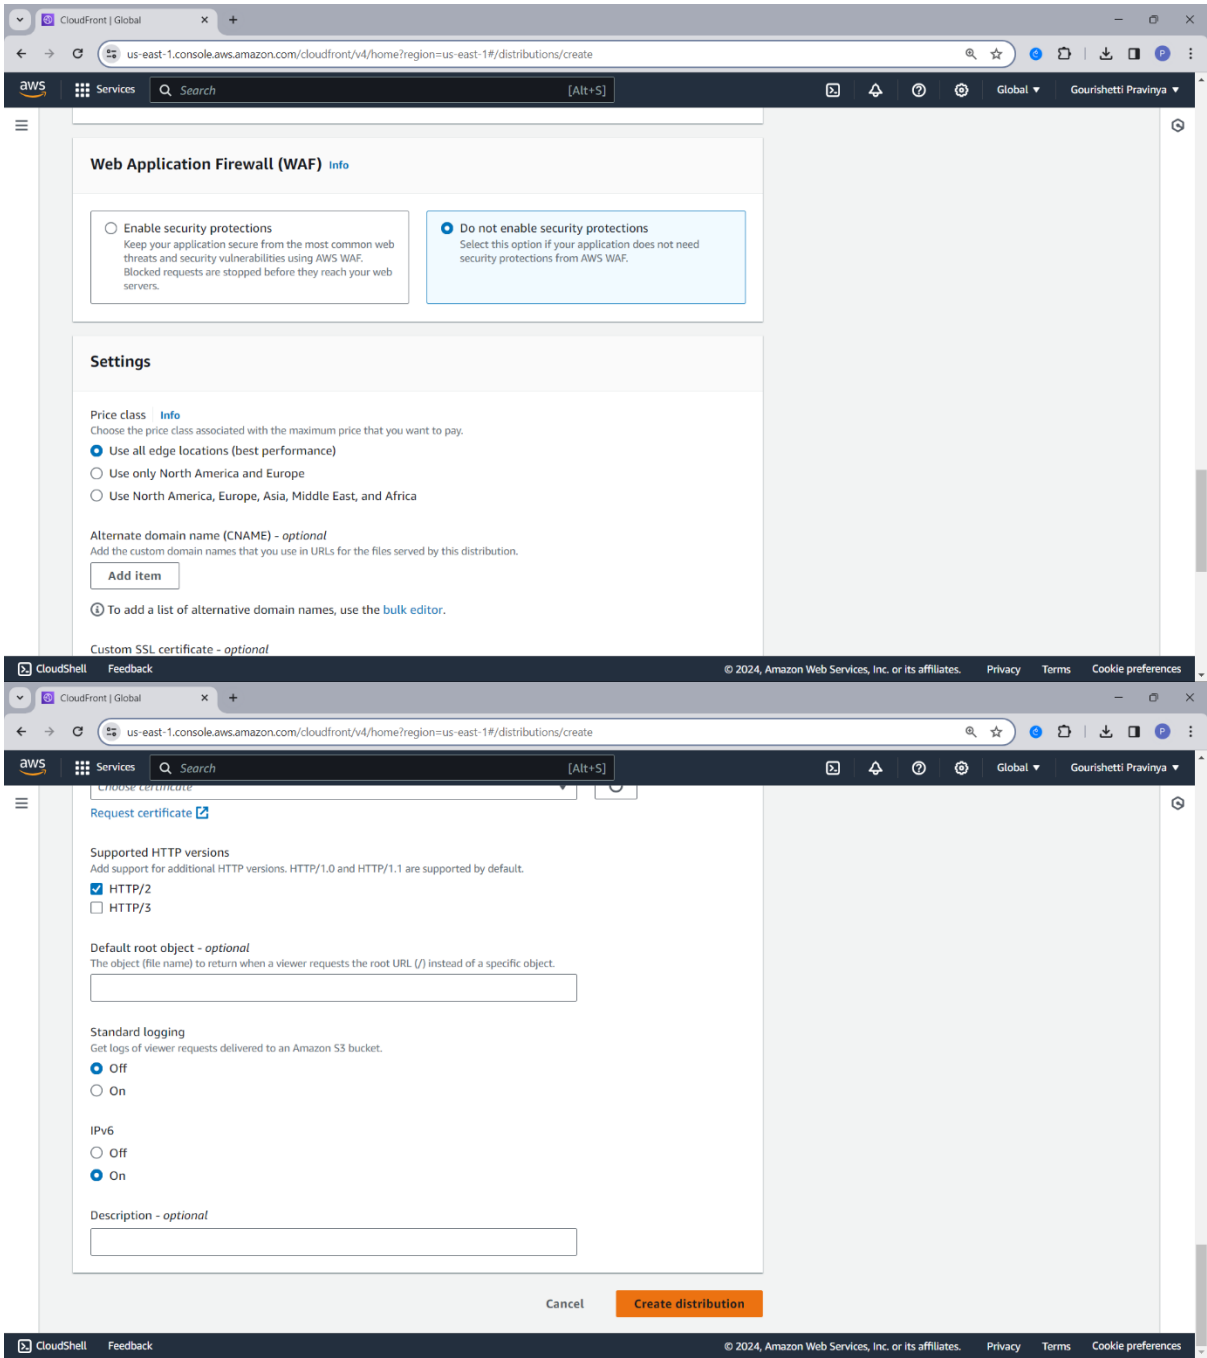 CloudFront | Global
us-east-1.console.aws.amazon.com/cloudfront/v4/home?region=us-east-1#/distributions/create
P
aws Services Search [Alt+S] Global Gourishetti Pravinya
Web Application Firewall (WAF) Info
Enable security protections
Keep your application secure from the most common web
threats and security vulnerabilities using AWS WAF.
Blocked requests are stopped before they reach your web
servers.
Do not enable security protections
Select this option if your application does not need
security protections from AWS WAF.
Settings
Price class Info
Choose the price class associated with the maximum price that you want to pay.
Use all edge locations (best performance)
Use only North America and Europe
Use North America, Europe, Asia, Middle East, and Africa
Alternate domain name (CNAME) - optional
Add the custom domain names that you use in URLs for the files served by this distribution.
Add item
To add a list of alternative domain names, use the bulk editor.
Custom SSL certificate - optional
CloudShell Feedback © 2024, Amazon Web Services, Inc. or its affiliates. Privacy Terms Cookie preferences
CloudFront | Global
us-east-1.console.aws.amazon.com/cloudfront/v4/home?region=us-east-1#/distributions/create
P
aws Services Search [Alt+S] Global Gourishetti Pravinya
Choose certificate
Request certificate
Supported HTTP versions
Add support for additional HTTP versions. HTTP/1.0 and HTTP/1.1 are supported by default.
HTTP/2
HTTP/3
Default root object - optional
The object (file name) to return when a viewer requests the root URL (/) instead of a specific object.
Standard logging
Get logs of viewer requests delivered to an Amazon S3 bucket.
Off
On
IPv6
Off
On
Description - optional
Cancel Create distribution
CloudShell Feedback © 2024, Amazon Web Services, Inc. or its affiliates. Privacy Terms Cookie preferences